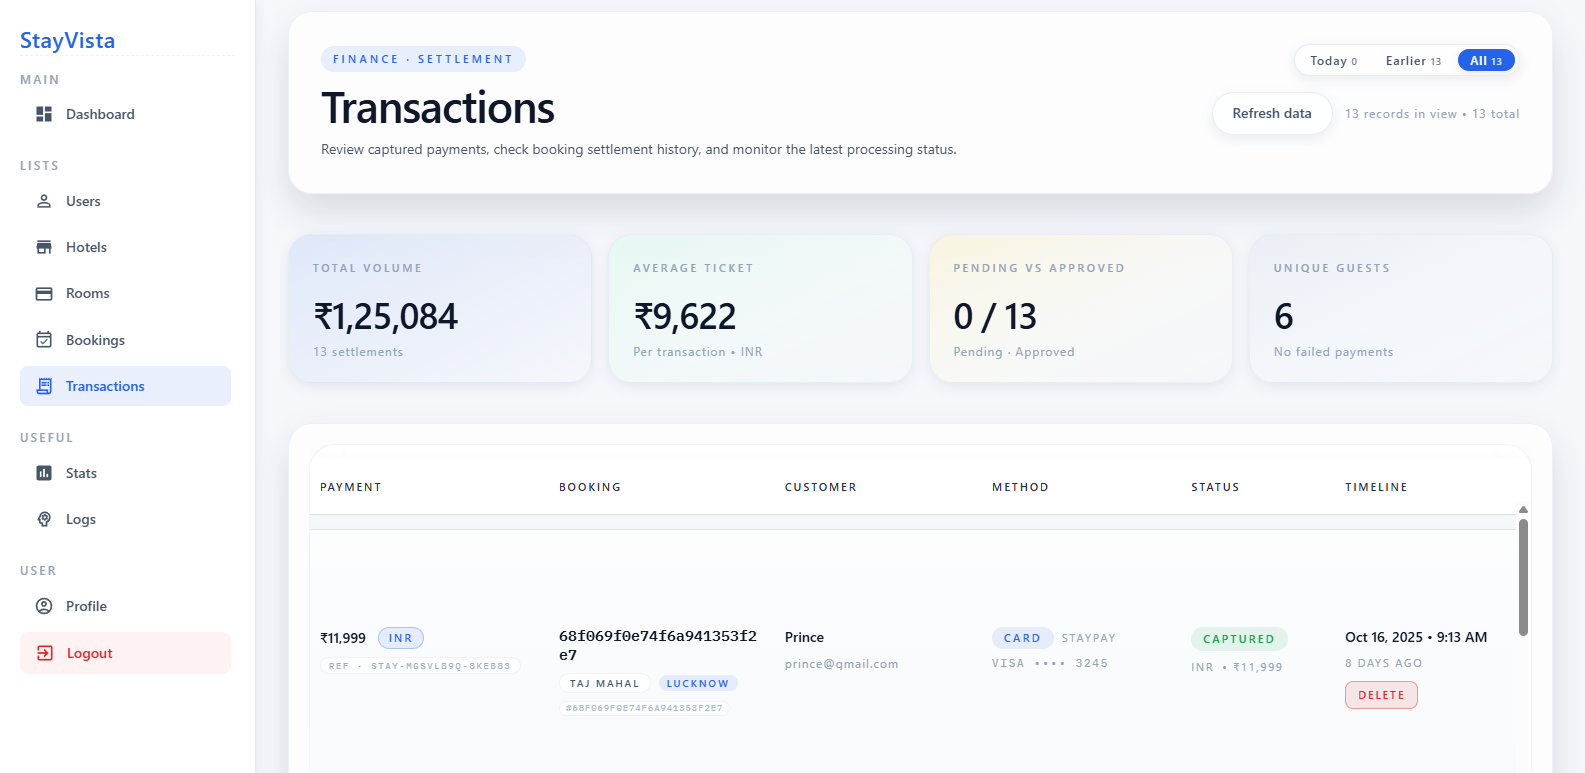 StayVista
MAIN
Dashboard
LISTS
Users
Hotels
Rooms
Bookings
Transactions
USEFUL
Stats
Logs
USER
Profile
Logout
FINANCE · SETTLEMENT
Transactions
Review captured payments, check booking settlement history, and monitor the latest processing status.
Today 0 Earlier 13 All 13
Refresh data 13 records in view • 13 total
TOTAL VOLUME
₹1,25,084
13 settlements
AVERAGE TICKET
₹9,622
Per transaction • INR
PENDING VS APPROVED
0 / 13
Pending · Approved
UNIQUE GUESTS
6
No failed payments
PAYMENT BOOKING CUSTOMER METHOD STATUS TIMELINE
₹11,999 INR
REF · STAY-MGSVL89Q-8KEB83
68f069f0e74f6a941353f2
e7
TAJ MAHAL LUCKNOW
#68F069F0E74F6A941353F2E7
Prince
prince@gmail.com
CARD STAYPAY
VISA •••• 3245
CAPTURED
INR • ₹11,999
Oct 16, 2025 • 9:13 AM
8 DAYS AGO
DELETE